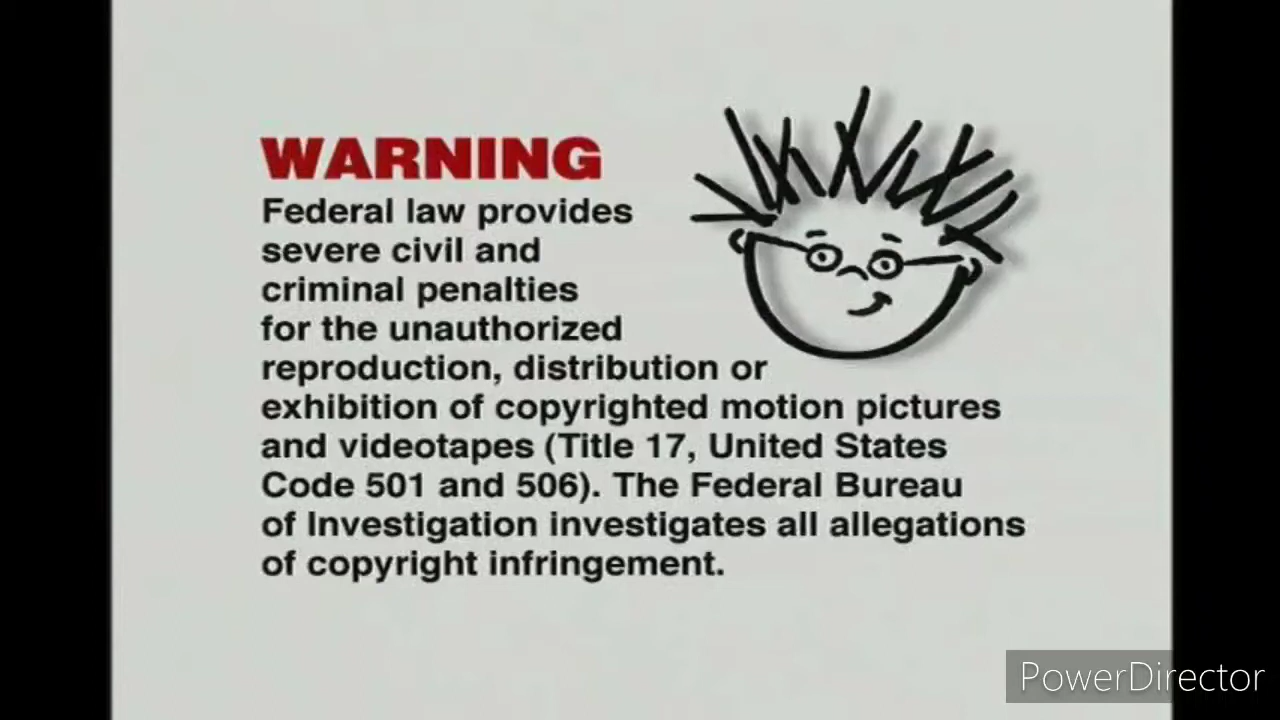 WARNING
Federal law provides
severe civil and
criminal penalties
for the unauthorized
reproduction, distribution or
exhibition of copyrighted motion pictures
and videotapes (Title 17, United States
Code 501 and 506). The Federal Bureau
of Investigation investigates all allegations
of copyright infringement.
PowerDirector